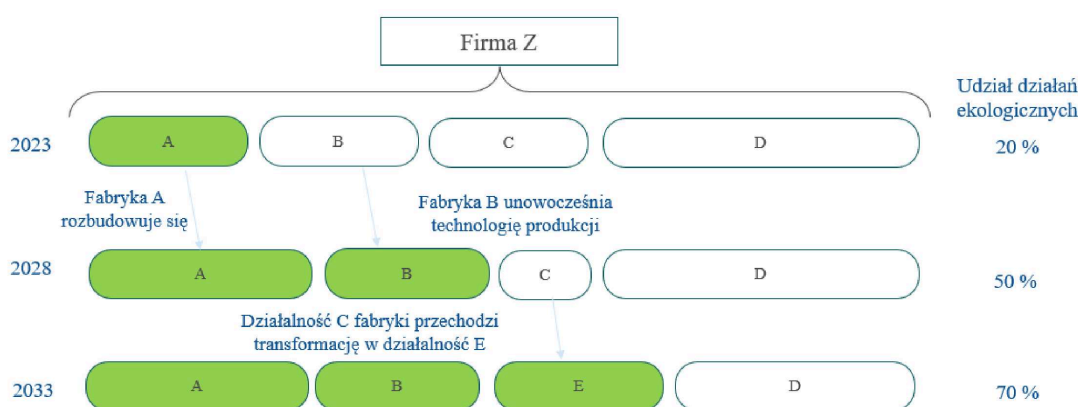 Firma Z
Udział działań
ekologicznych
2023
A
B
C
D
20 %
Fabryka A
rozbudowuje się
Fabryka B unowocześnia
technologię produkcji
2028
A
B
C
D
50 %
Działalność C fabryki przechodzi
transformację w działalność E
2033
A
B
E
D
70 %